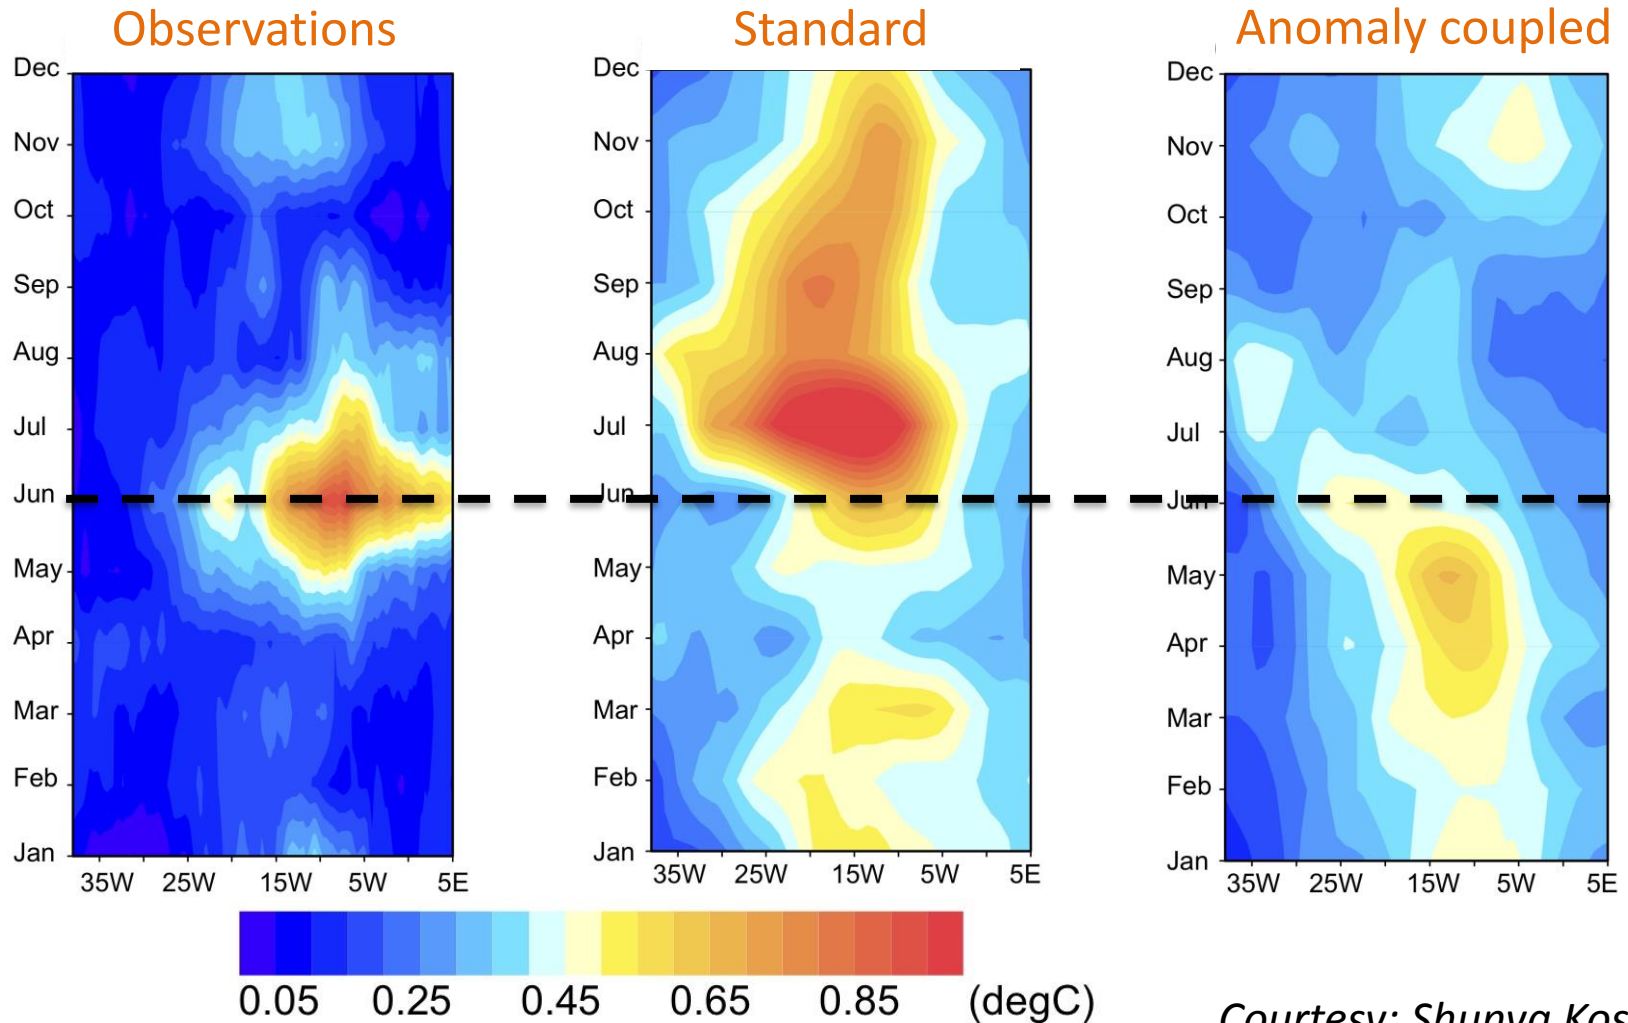 Observations
Standard
Anomaly coupled
Dec
Nov
Oct
Sep
Aug
Jul
Jun
May
Apr
Mar
Feb
Jan
35W 25W 15W 5W 5E
Dec
Nov
Oct
Sep
Aug
Jul
Jun
May
Apr
Mar
Feb
Jan
35W 25W 15W 5W 5E
Dec
Nov
Oct
Sep
Aug
Jul
Jun
May
Apr
Mar
Feb
Jan
35W 25W 15W 5W 5E
0.05 0.25 0.45 0.65 0.85 (degC)
Courtesy: Shunya